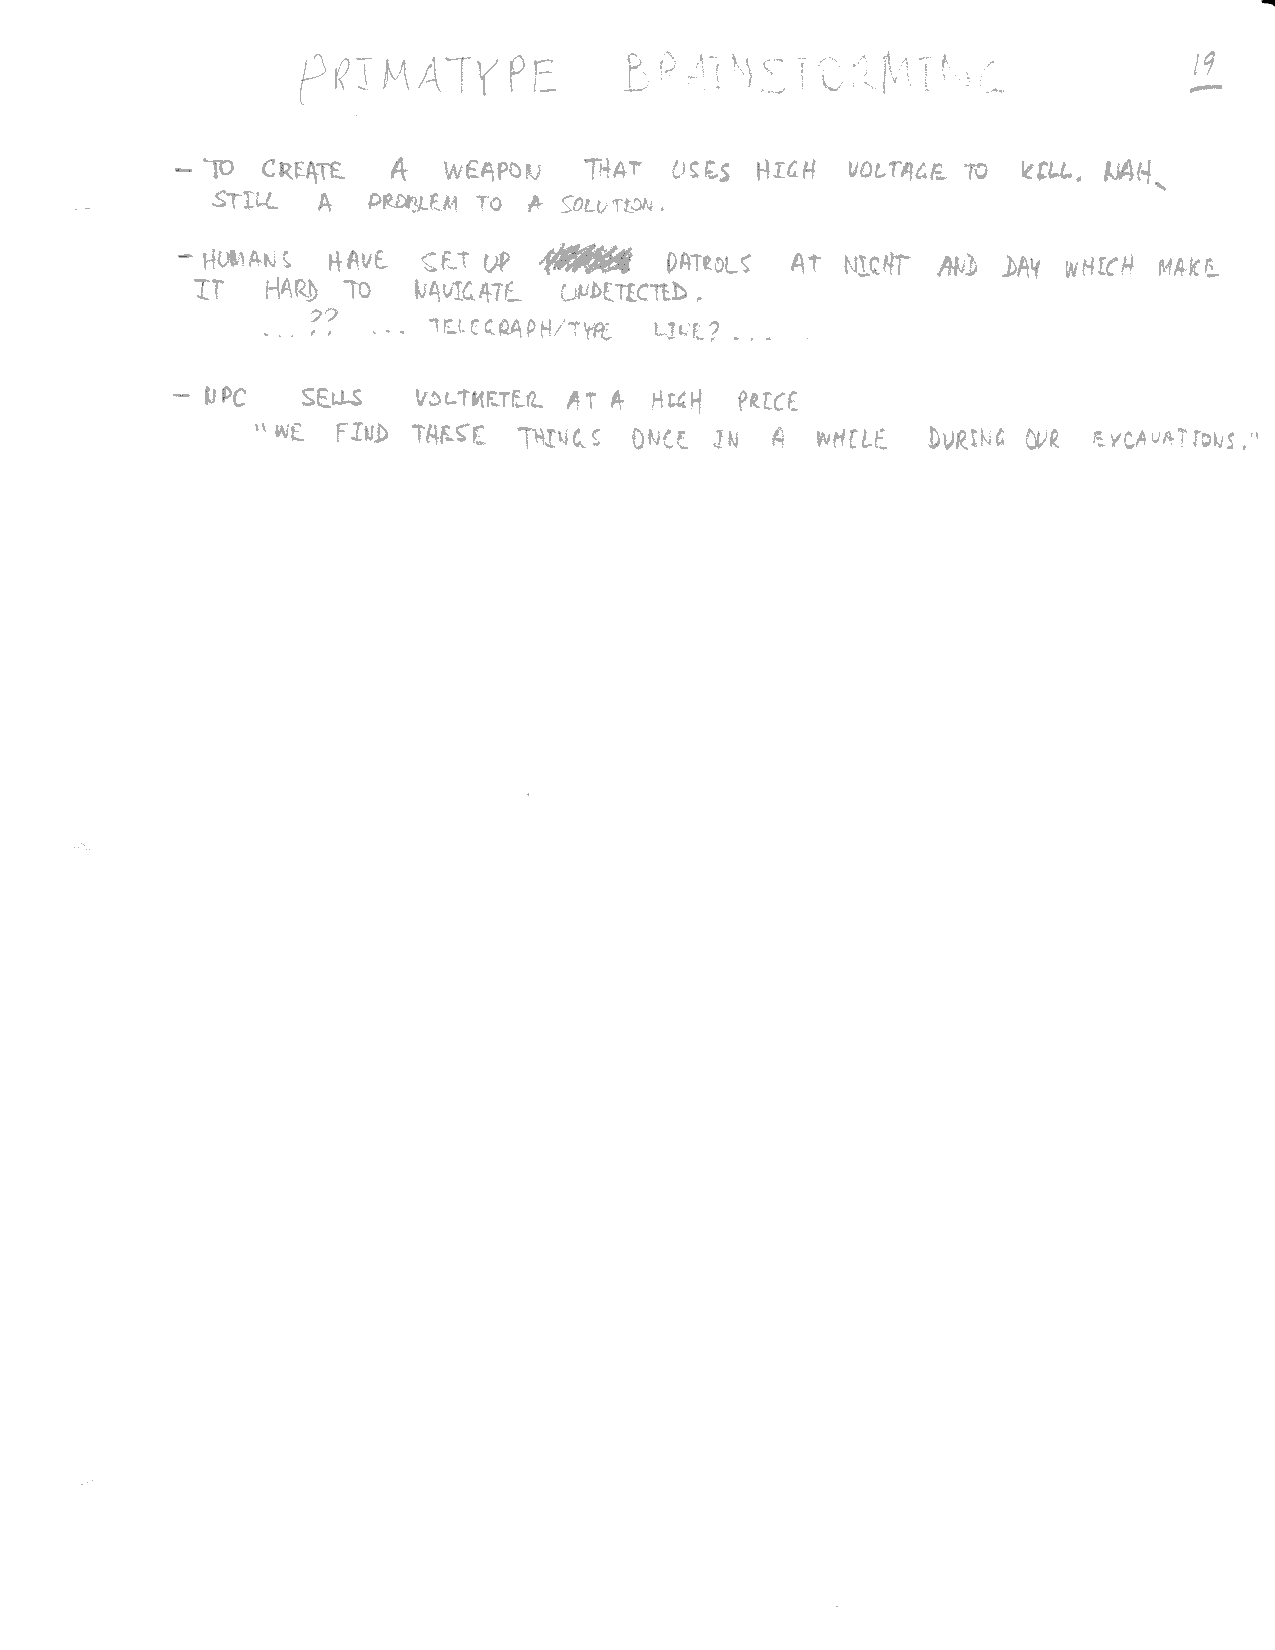 PRIMATYPE BRAINSTORMING 19
- TO CREATE A WEAPON THAT USES HIGH VOLTAGE TO KILL. NAH,
STILL A PROBLEM TO A SOLUTION.
- HUMANS HAVE SET UP PATROLS AT NIGHT AND DAY WHICH MAKE
IT HARD TO NAVIGATE UNDETECTED.
... ?? ... TELEGRAPH/TYPE LINE? ...
- NPC SELLS VOLTMETER AT A HIGH PRICE
"WE FIND THESE THINGS ONCE IN A WHILE DURING OUR EXCAVATIONS."